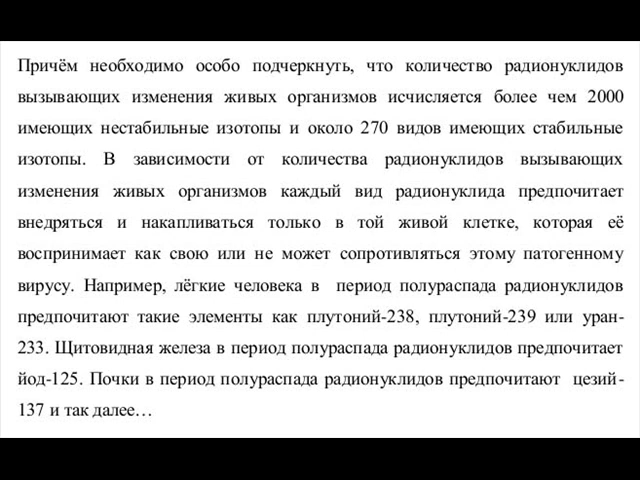 Причём необходимо особо подчеркнуть, что количество радионуклидов
вызывающих изменения живых организмов исчисляется более чем 2000
имеющих нестабильные изотопы и около 270 видов имеющих стабильные
изотопы. В зависимости от количества радионуклидов вызывающих
изменения живых организмов каждый вид радионуклида предпочитает
внедряться и накапливаться только в той живой клетке, которая её
воспринимает как свою или не может сопротивляться этому патогенному
вирусу. Например, лёгкие человека в период полураспада радионуклидов
предпочитают такие элементы как плутоний-238, плутоний-239 или уран-
233. Щитовидная железа в период полураспада радионуклидов предпочитает
йод-125. Почки в период полураспада радионуклидов предпочитают цезий-
137 и так далее…